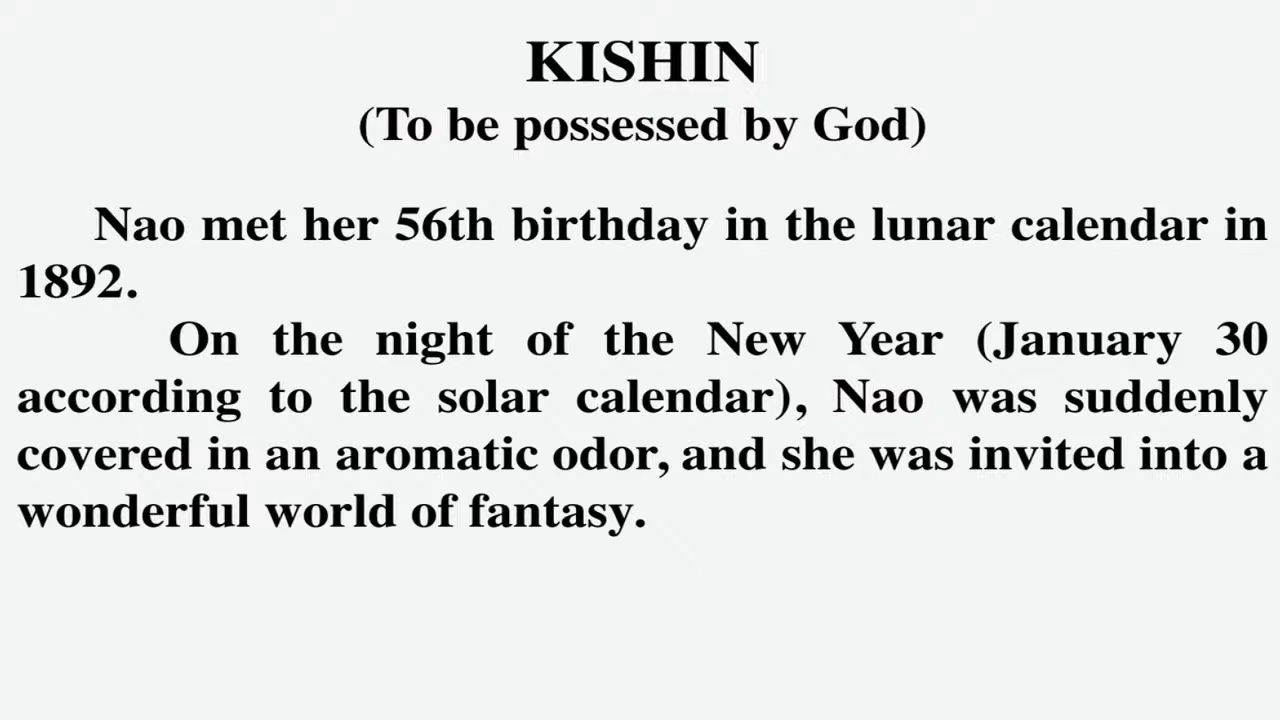 KISHIN
(To be possessed by God)
Nao met her 56th birthday in the lunar calendar in
1892.
On the night of the New Year (January 30
according to the solar calendar), Nao was suddenly
covered in an aromatic odor, and she was invited into a
wonderful world of fantasy.